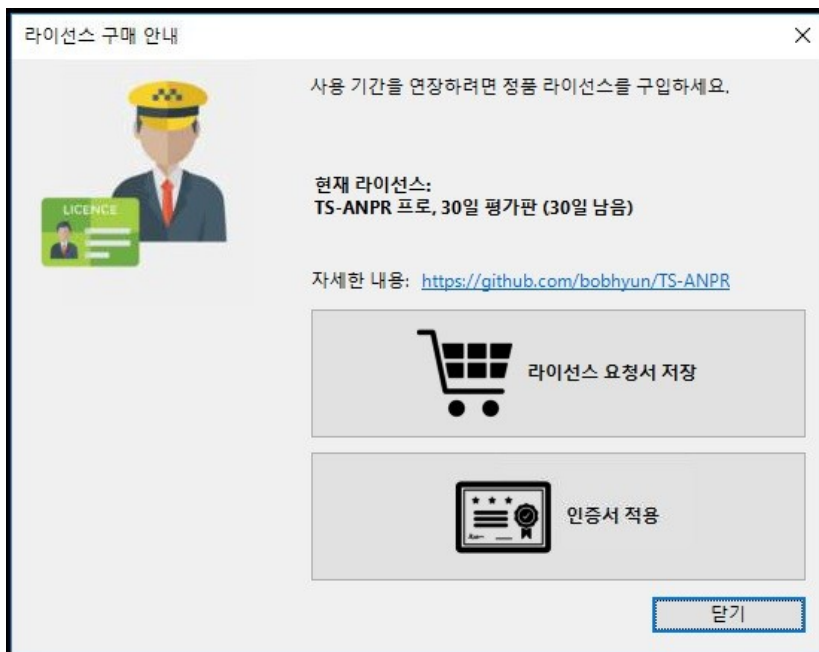 라이선스 구매 안내
사용 기간을 연장하려면 정품 라이선스를 구입하세요.
현재 라이선스:
TS-ANPR 프로, 30일 평가판 (30일 남음)
LICENCE
자세한 내용: https://github.com/bobhyun/TS-ANPR
라이선스 요청서 저장
인증서 적용
닫기